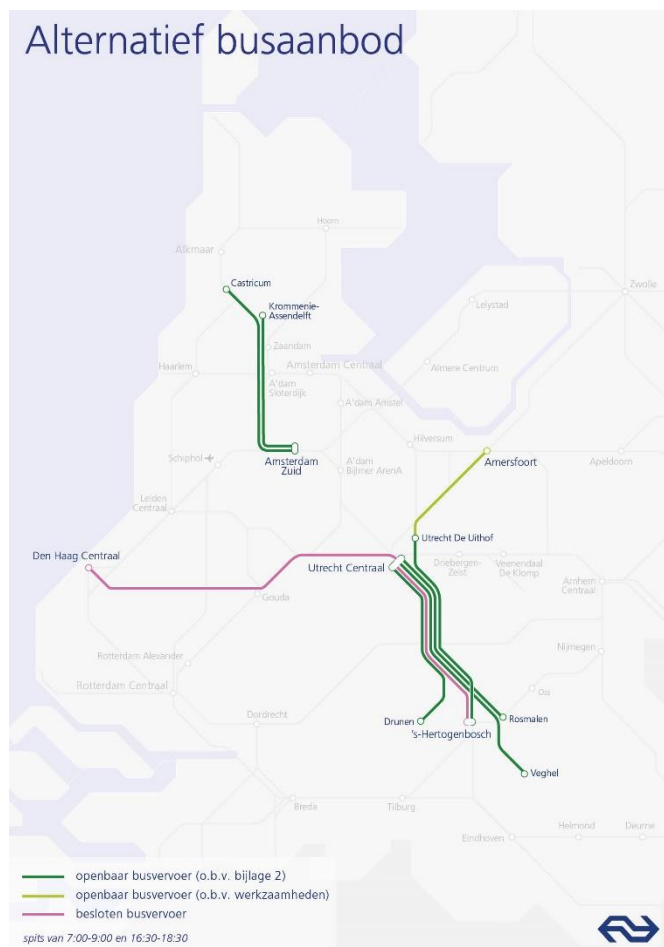 Alternatief busaanbod
Hoorn
Alkmaar
Castricum
Zwolle
Krommenie-
Assendelft
Lelystad
Zaandam
Haarlem
Amsterdam Centraal
Almere Centrum
A'dam
Sloterdijk
A'dam Amstel
Hilversum
Schiphol
Amsterdam
Zuid
A'dam
Bijlmer ArenA
Amersfoort
Apeldoorn
Leiden
Centraal
Utrecht De Uithof
Den Haag Centraal
Utrecht Centraal
Driebergen-
Zeist
Veenendaal
De Klomp
Arnhem
Centraal
Gouda
Nijmegen
Rotterdam Alexander
Rotterdam Centraal
Oss
Dordrecht
Drunen
Rosmalen
's-Hertogenbosch
Veghel
Breda
Tilburg
Eindhoven
Helmond
Deurne
openbaar busvervoer (o.b.v. bijlage 2)
openbaar busvervoer (o.b.v. werkzaamheden)
besloten busvervoer
spits van 7:00-9:00 en 16:30-18:30